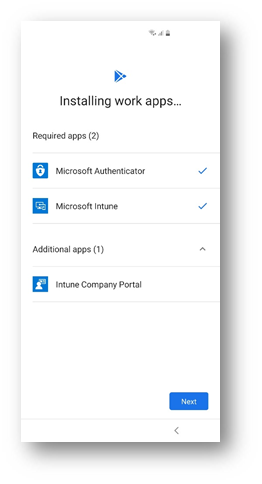 Installing work apps...
Required apps (2)
Microsoft Authenticator
Microsoft Intune
Additional apps (1)
Intune Company Portal
Next